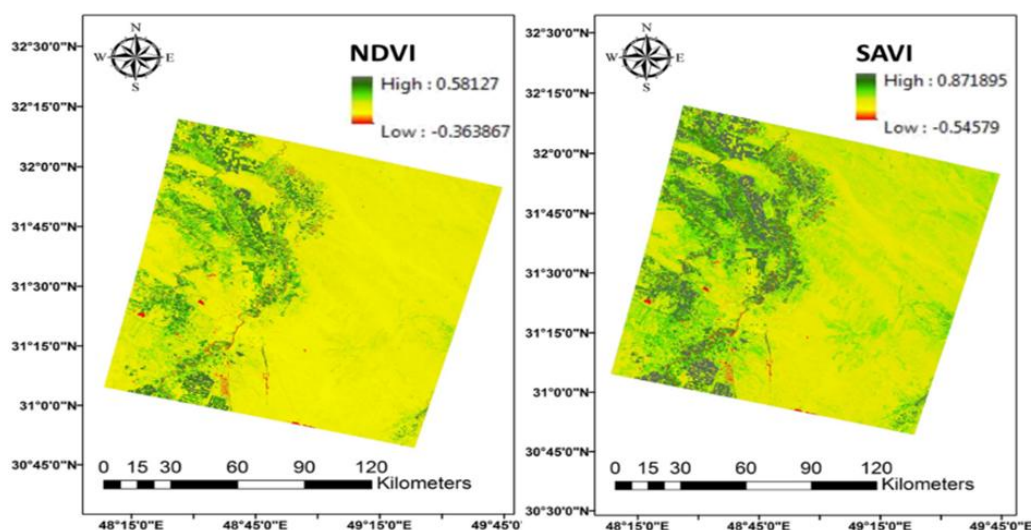 N
W E
S
NDVI
High : 0.58127
Low : -0.363867
32°30'0"N
32°15'0"N
32°0'0"N
31°45'0"N
31°30'0"N
31°15'0"N
31°0'0"N
30°45'0"N
0 15 30 60 90 120
Kilometers
48°15'0"E 48°45'0"E 49°15'0"E 49°45'0"E
N
W E
S
SAVI
High : 0.871895
Low : -0.54579
32°30'0"N
32°15'0"N
32°0'0"N
31°45'0"N
31°30'0"N
31°15'0"N
31°0'0"N
30°45'0"N
30°30'0"N
0 15 30 60 90 120
Kilometers
48°15'0"E 48°45'0"E 49°15'0"E 49°45'0"E